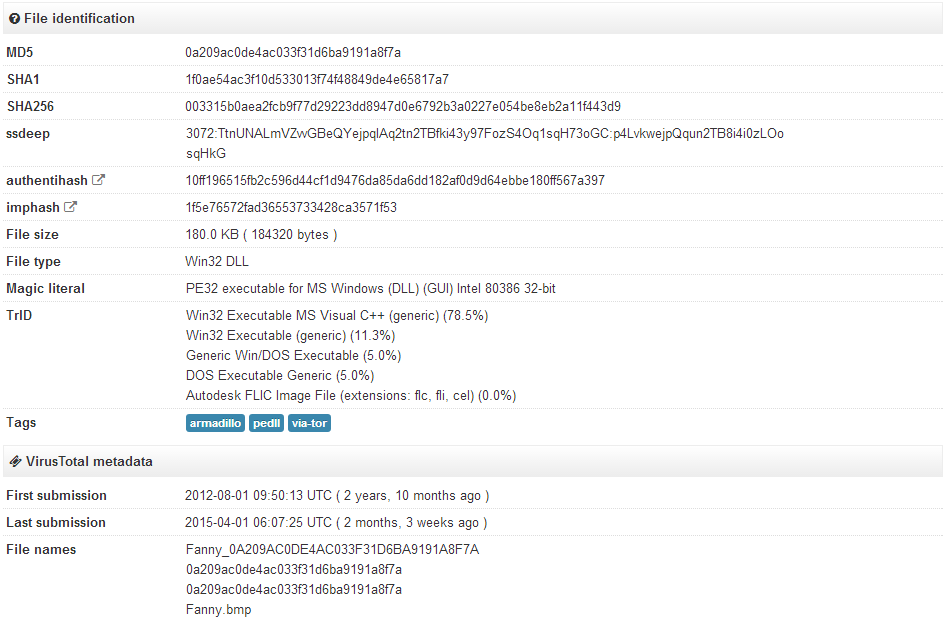 File identification
MD5 0a209ac0de4ac033f31d6ba9191a8f7a
SHA1 1f0ae54ac3f10d533013f74f48849de4e65817a7
SHA256 003315b0aea2fcb9f77d29223dd8947d0e6792b3a0227e054be8eb2a11f443d9
ssdeep 3072:TtnUNALmVZwGBeQYejpqlAq2tn2TBfki43y97FozS4Oq1sqH73oGC:p4LvkwejpQqun2TB8i4i0zLOo
sqHkG
authentihash 10ff196515fb2c596d44cf1d9476da85da6dd182af0d9d64ebbe180ff567a397
imphash 1f5e76572fad36553733428ca3571f53
File size 180.0 KB ( 184320 bytes )
File type Win32 DLL
Magic literal PE32 executable for MS Windows (DLL) (GUI) Intel 80386 32-bit
TrID Win32 Executable MS Visual C++ (generic) (78.5%)
Win32 Executable (generic) (11.3%)
Generic Win/DOS Executable (5.0%)
DOS Executable Generic (5.0%)
Autodesk FLIC Image File (extensions: flc, fli, cel) (0.0%)
Tags armadillo pedll via-tor
VirusTotal metadata
First submission 2012-08-01 09:50:13 UTC ( 2 years, 10 months ago )
Last submission 2015-04-01 06:07:25 UTC ( 2 months, 3 weeks ago )
File names Fanny_0A209AC0DE4AC033F31D6BA9191A8F7A
0a209ac0de4ac033f31d6ba9191a8f7a
0a209ac0de4ac033f31d6ba9191a8f7a
Fanny.bmp